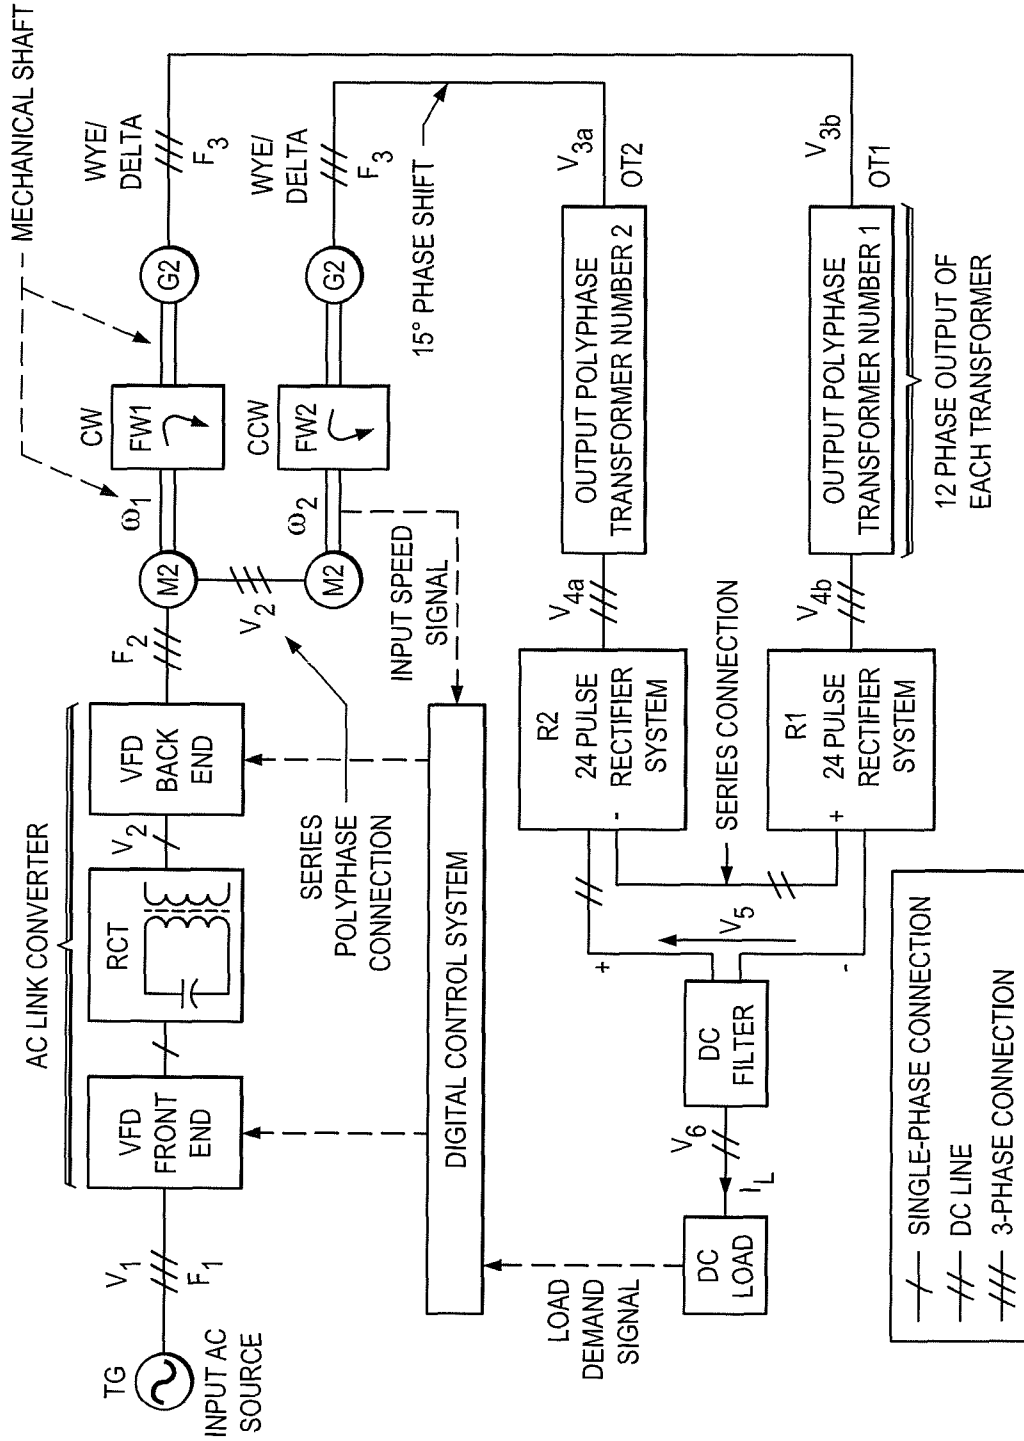 MECHANICAL SHAFT
AC LINK CONVERTER
TG
INPUT AC
SOURCE
V1
F1
VFD
FRONT
END
RCT
V2
VFD
BACK
END
F2
M2
ω1
CW
FW1
G2
WYE/
DELTA
F3
V2
M2
ω2
CCW
FW2
G2
WYE/
DELTA
F3
SERIES
POLYPHASE
CONNECTION
INPUT SPEED
SIGNAL
15° PHASE SHIFT
DIGITAL CONTROL SYSTEM
LOAD
DEMAND
SIGNAL
DC
LOAD
V6
IL
DC
FILTER
+
-
V5
SERIES CONNECTION
R2
24 PULSE
RECTIFIER
SYSTEM
-
V4a
OUTPUT POLYPHASE
TRANSFORMER NUMBER 2
V3a
OT2
R1
24 PULSE
RECTIFIER
SYSTEM
+
V4b
OUTPUT POLYPHASE
TRANSFORMER NUMBER 1
V3b
OT1
12 PHASE OUTPUT OF
EACH TRANSFORMER
SINGLE-PHASE CONNECTION
DC LINE
3-PHASE CONNECTION